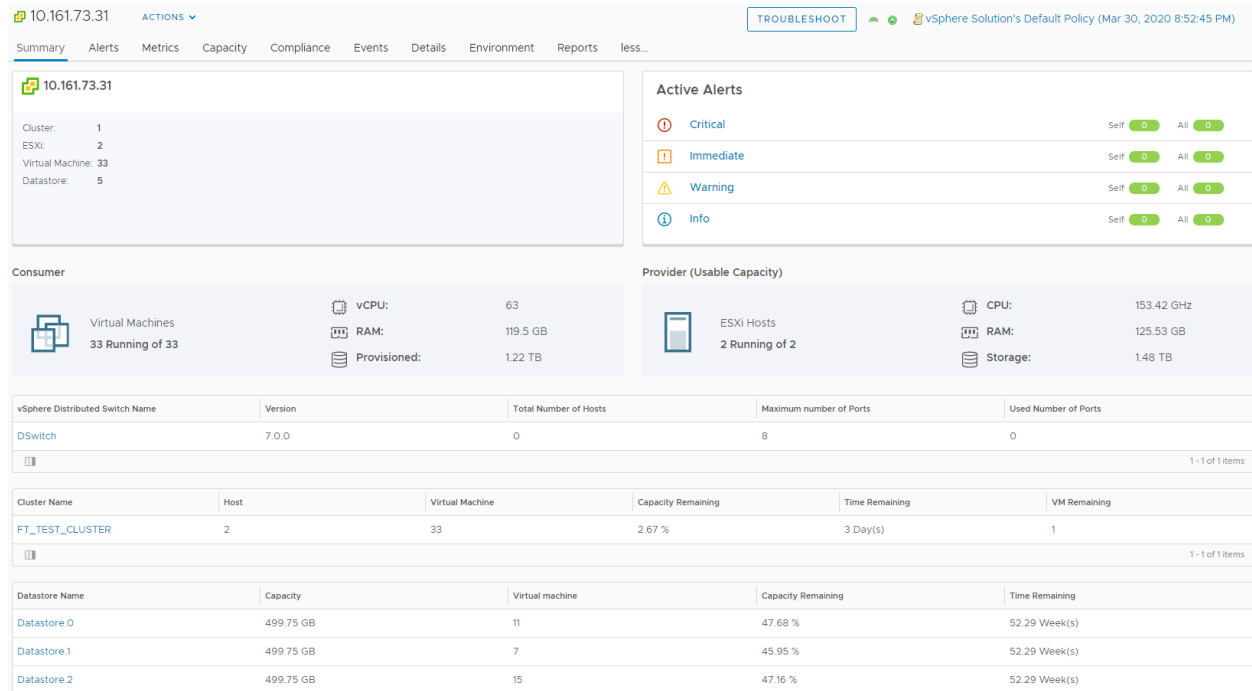 10.161.73.31 ACTIONS TROUBLESHOOT vSphere Solution's Default Policy (Mar 30, 2020 8:52:45 PM)
Summary Alerts Metrics Capacity Compliance Events Details Environment Reports less...
10.161.73.31
Cluster: 1
ESXi: 2
Virtual Machine: 33
Datastore: 5
Active Alerts
Critical Self 0 All 0
Immediate Self 0 All 0
Warning Self 0 All 0
Info Self 0 All 0
Consumer
Virtual Machines
33 Running of 33
vCPU: 63
RAM: 119.5 GB
Provisioned: 1.22 TB
Provider (Usable Capacity)
ESXi Hosts
2 Running of 2
CPU: 153.42 GHz
RAM: 125.53 GB
Storage: 1.48 TB
vSphere Distributed Switch Name Version Total Number of Hosts Maximum number of Ports Used Number of Ports
DSwitch 7.0.0 0 8 0
1 - 1 of 1 items
Cluster Name Host Virtual Machine Capacity Remaining Time Remaining VM Remaining
FT_TEST_CLUSTER 2 33 2.67 % 3 Day(s) 1
1 - 1 of 1 items
Datastore Name Capacity Virtual machine Capacity Remaining Time Remaining
Datastore.0 499.75 GB 11 47.68 % 52.29 Week(s)
Datastore.1 499.75 GB 7 45.95 % 52.29 Week(s)
Datastore.2 499.75 GB 15 47.16 % 52.29 Week(s)